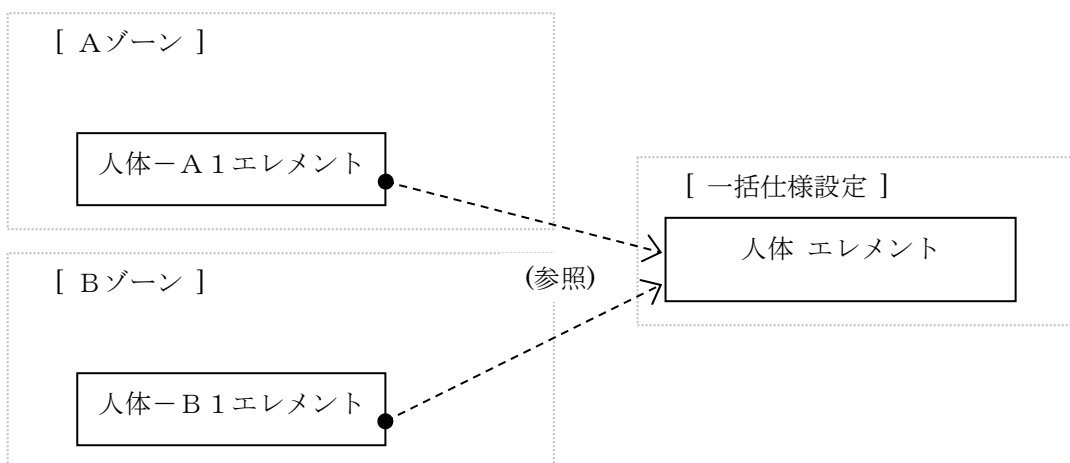 [ Aゾーン ]
人体－A１エレメント
[ 一括仕様設定 ]
人体 エレメント
(参照)
[ Bゾーン ]
人体－B１エレメント